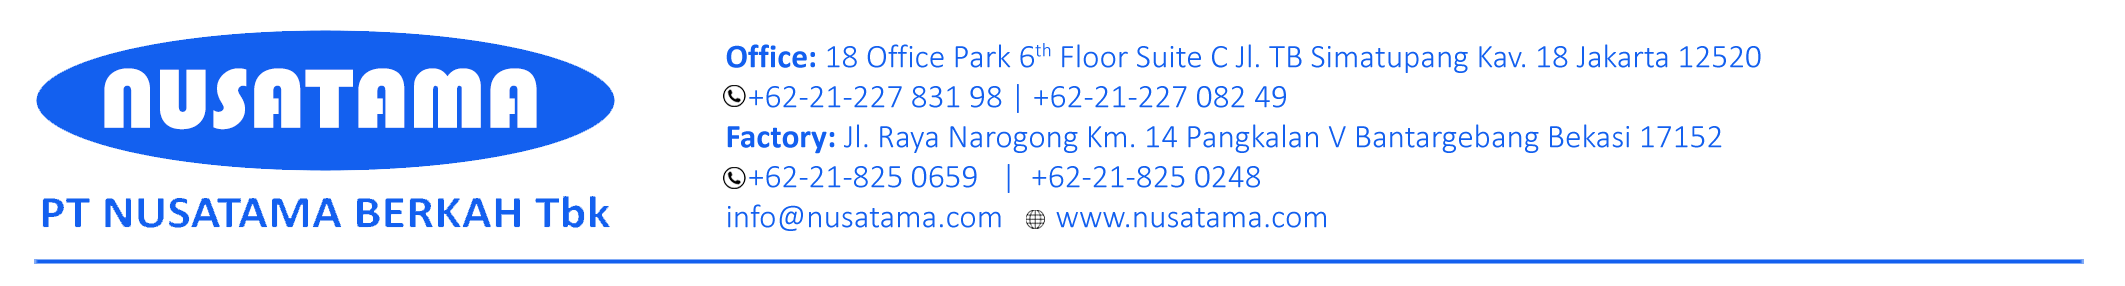 NUSATAMA
PT NUSATAMA BERKAH Tbk
Office: 18 Office Park 6th Floor Suite C Jl. TB Simatupang Kav. 18 Jakarta 12520
+62-21-227 831 98 | +62-21-227 082 49
Factory: Jl. Raya Narogong Km. 14 Pangkalan V Bantargebang Bekasi 17152
+62-21-825 0659 | +62-21-825 0248
info@nusatama.com www.nusatama.com